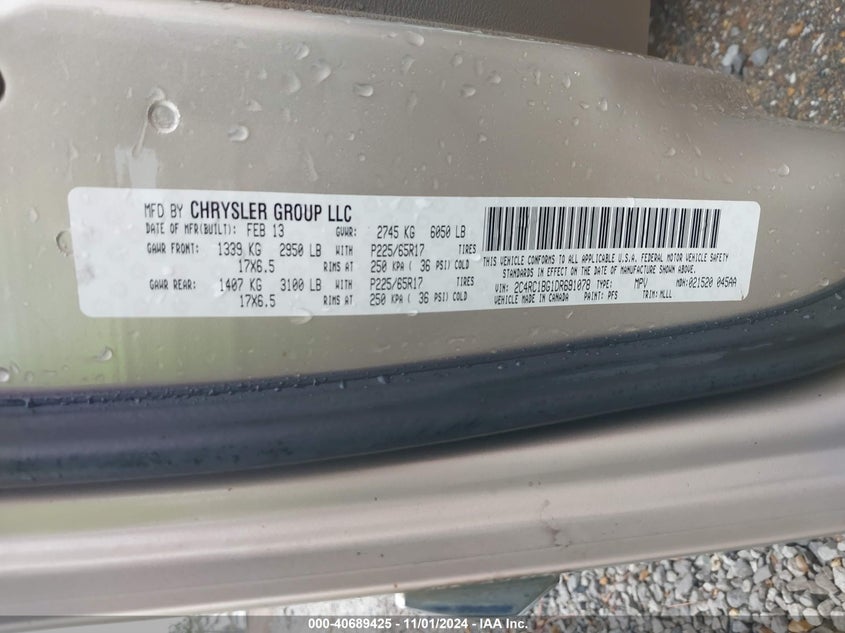 MFD BY CHRYSLER GROUP LLC
DATE OF MFR(BUILT): FEB 13 GVWR: 2745 KG 6050 LB
GAWR FRONT: 1339 KG 2950 LB WITH P225/65R17 TIRES
17X6.5 RIMS AT 250 KPA ( 36 PSI) COLD
GAWR REAR: 1407 KG 3100 LB WITH P225/65R17 TIRES
17X6.5 RIMS AT 250 KPA ( 36 PSI) COLD
THIS VEHICLE CONFORMS TO ALL APPLICABLE U.S.A. FEDERAL MOTOR VEHICLE SAFETY
STANDARDS IN EFFECT ON THE DATE OF MANUFACTURE SHOWN ABOVE.
VIN: 2C4RC1BG1DR691078 TYPE: MPV MDH: 021520 045AA
VEHICLE MADE IN CANADA PAINT: PFS TRIM: MLLL
000-40689425 - 11/01/2024 - IAA Inc.